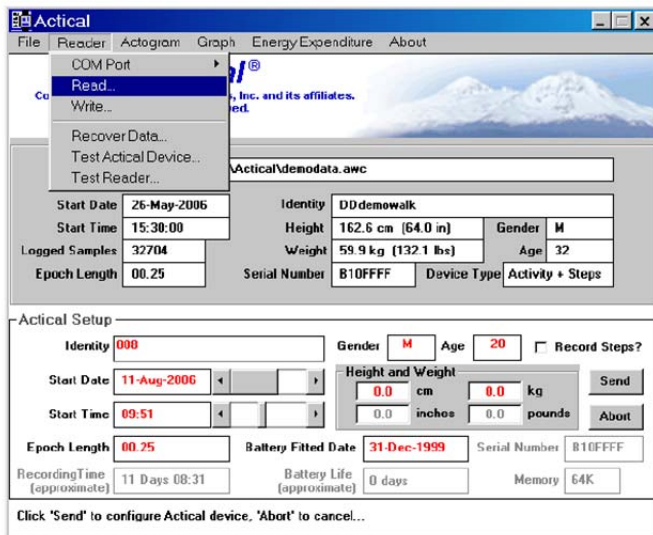 Actical
File Reader Actogram Graph Energy Expenditure About
COM Port
Read...
Write...
Recover Data...
Test Actical Device...
Test Reader...
l®
Co , Inc. and its affiliates.
ed.
\Actical\demodata.awc
Start Date 26-May-2006 Identity DDdemowalk
Start Time 15:30:00 Height 162.6 cm (64.0 in) Gender M
Logged Samples 32704 Weight 59.9 kg (132.1 lbs) Age 32
Epoch Length 00.25 Serial Number B10FFFF Device Type Activity + Steps
Actical Setup
Identity 000 Gender M Age 20 Record Steps?
Height and Weight
Start Date 11-Aug-2006 0.0 cm 0.0 kg Send
Start Time 09:51 0.0 inches 0.0 pounds Abort
Epoch Length 00.25 Battery Fitted Date 31-Dec-1999 Serial Number B10FFFF
RecordingTime (approximate) 11 Days 08:31 Battery Life (approximate) 0 days Memory 64K
Click 'Send' to configure Actical device, 'Abort' to cancel...